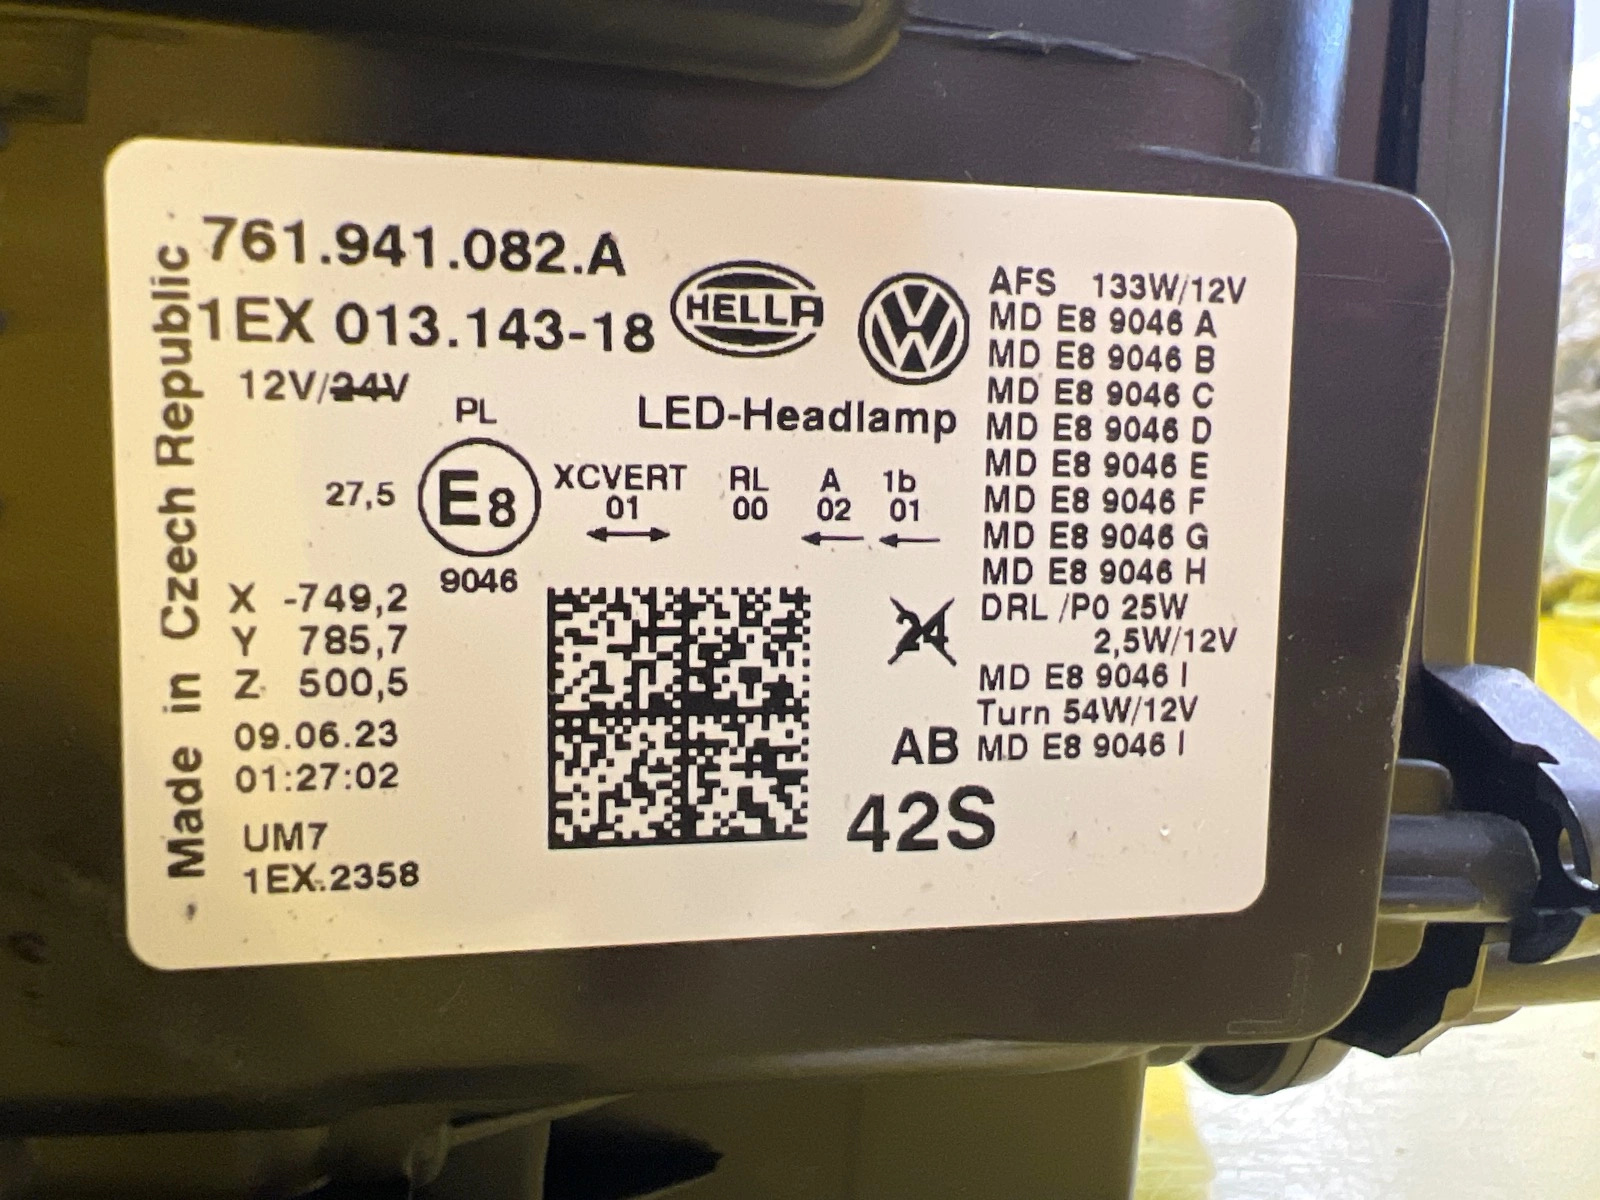 Made in Czech Republic
761.941.082.A
1EX 013.143-18
HELLA
12V/24V
PL
LED-Headlamp
27,5
E8
9046
XCVERT RL A 1b
01 00 02 01
X -749,2
Y 785,7
Z 500,5
09.06.23
01:27:02
UM7
1EX.2358
24
AB
42S
AFS 133W/12V
MD E8 9046 A
MD E8 9046 B
MD E8 9046 C
MD E8 9046 D
MD E8 9046 E
MD E8 9046 F
MD E8 9046 G
MD E8 9046 H
DRL /P0 25W
2,5W/12V
MD E8 9046 I
Turn 54W/12V
MD E8 9046 I